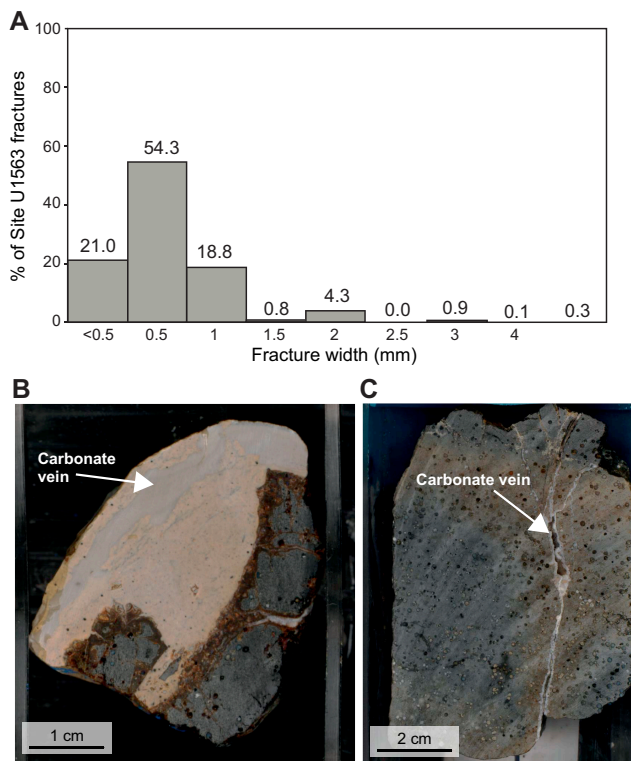 A
100
80
60
40
20
0
% of Site U1563 fractures
21.0
54.3
18.8
0.8
4.3
0.0
0.9
0.1
0.3
<0.5
0.5
1
1.5
2
2.5
3
4
Fracture width (mm)
B
Carbonate
vein
1 cm
C
Carbonate vein
2 cm